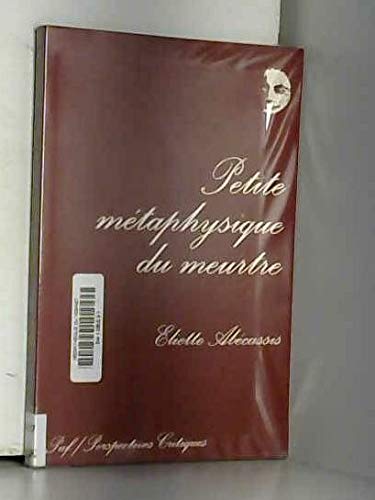 Petite
métaphysique
du meurtre
Eliette Abécassis
Puf / Perspectives Critiques